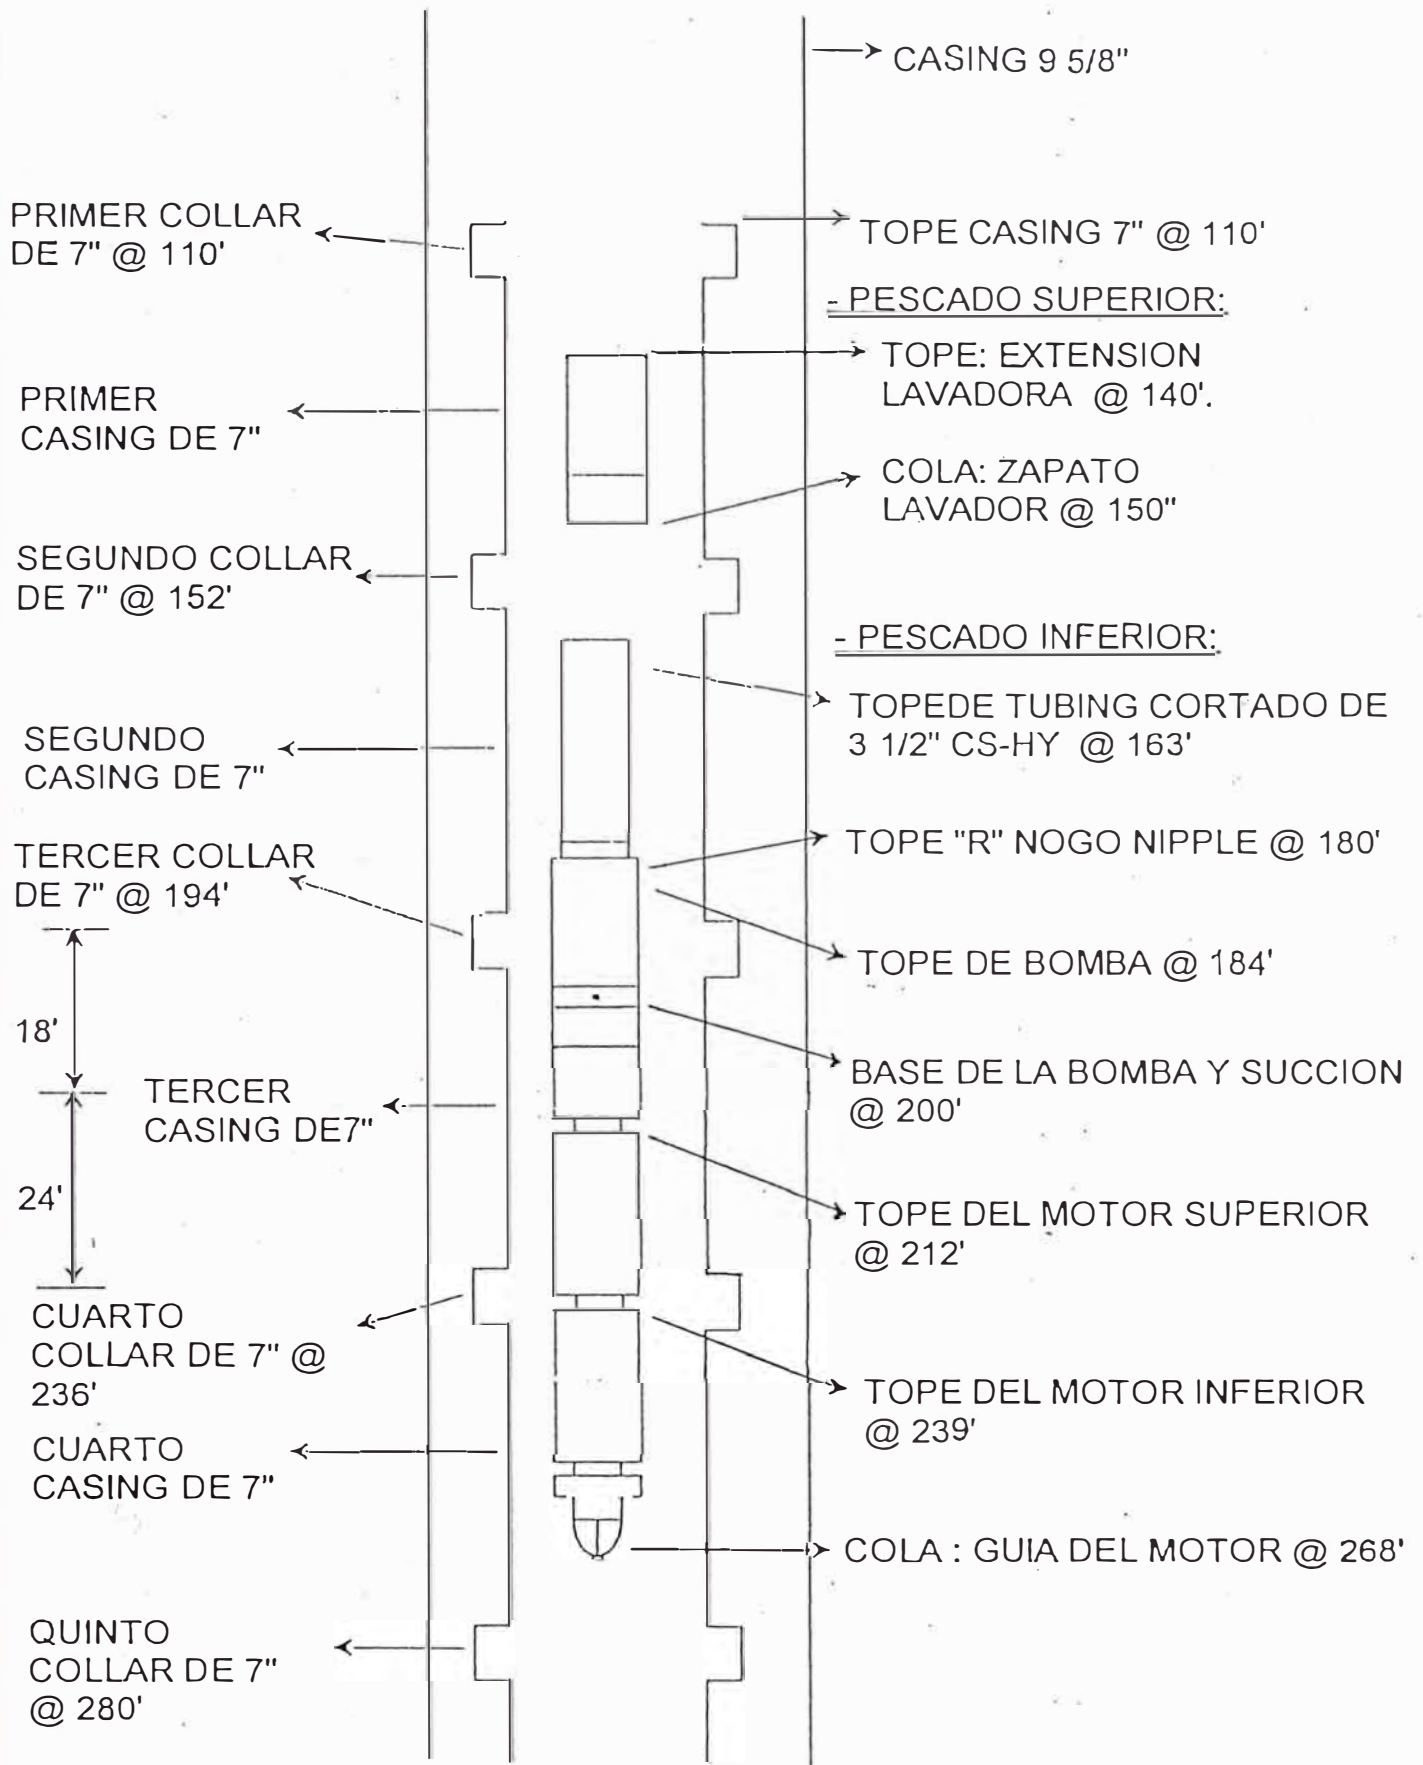 CASING 9 5/8"
PRIMER COLLAR
DE 7" @ 110'
TOPE CASING 7" @ 110'
- PESCADO SUPERIOR:
TOPE: EXTENSION
LAVADORA @ 140'.
PRIMER
CASING DE 7"
COLA: ZAPATO
LAVADOR @ 150"
SEGUNDO COLLAR
DE 7" @ 152'
- PESCADO INFERIOR:
TOPEDE TUBING CORTADO DE
3 1/2" CS-HY @ 163'
SEGUNDO
CASING DE 7"
TOPE "R" NOGO NIPPLE @ 180'
TERCER COLLAR
DE 7" @ 194'
TOPE DE BOMBA @ 184'
18'
BASE DE LA BOMBA Y SUCCION
@ 200'
TERCER
CASING DE7"
24'
TOPE DEL MOTOR SUPERIOR
@ 212'
CUARTO
COLLAR DE 7" @
236'
TOPE DEL MOTOR INFERIOR
@ 239'
CUARTO
CASING DE 7"
COLA : GUIA DEL MOTOR @ 268'
QUINTO
COLLAR DE 7"
@ 280'